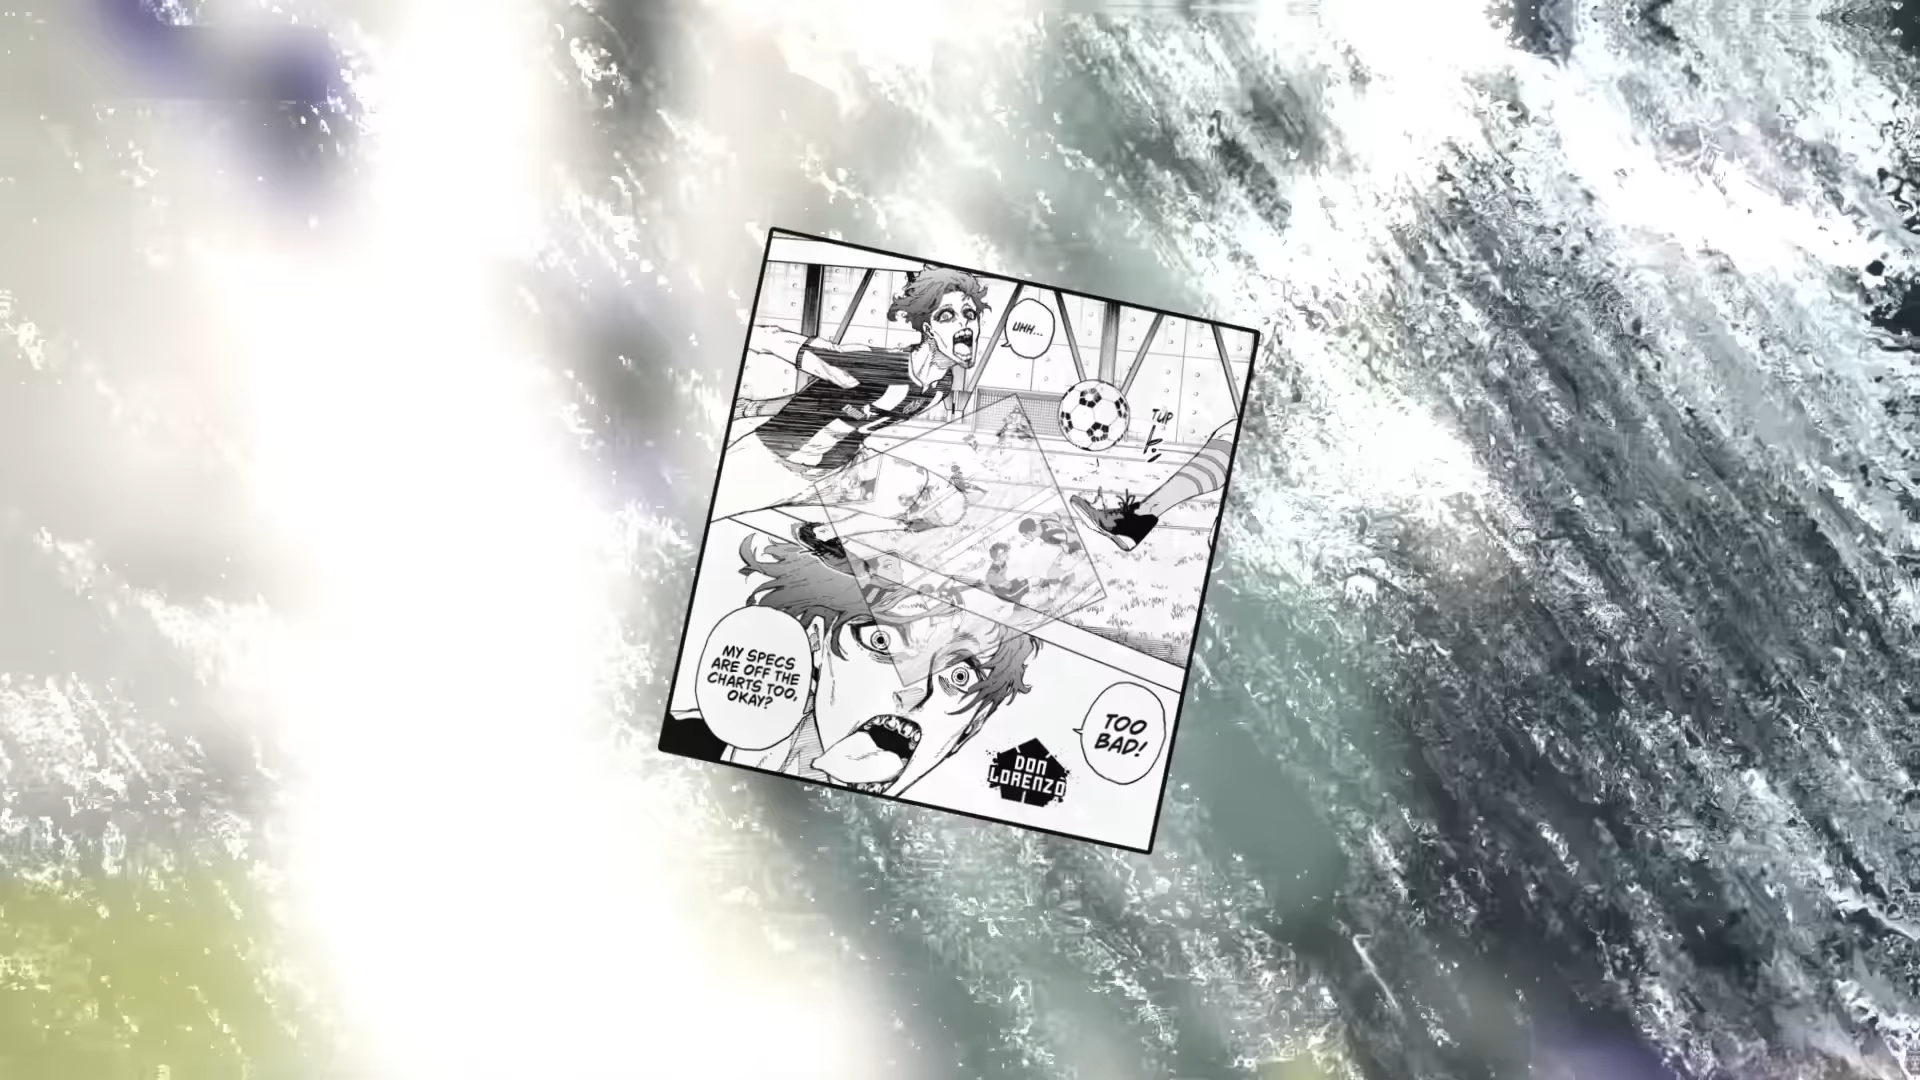 UHH...
TUP
MY SPECS
ARE OFF THE
CHARTS TOO,
OKAY?
TOO
BAD!
DON
LORENZO